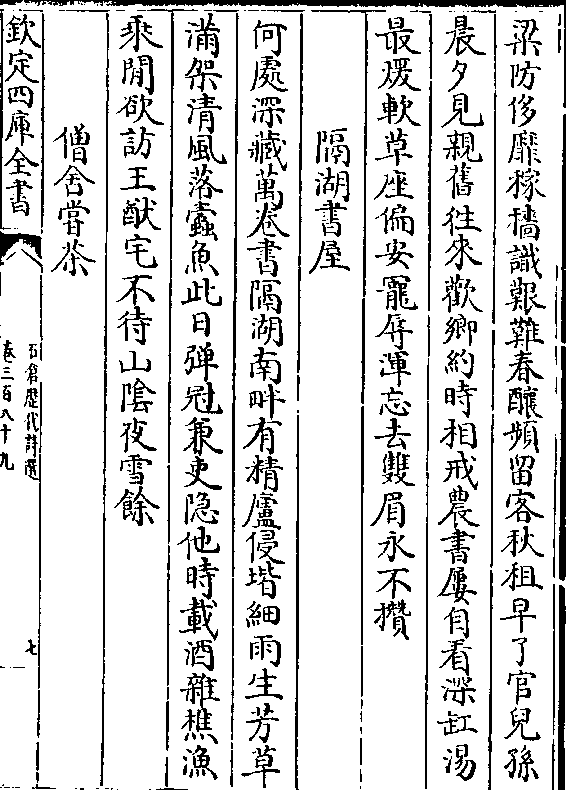 梁防侈靡稼穡識艱難春釀頻留客秋租早了官兒孫
晨夕見親舊徃來歡鄉約時相戒農書屢自看深缸湯
最煖軟草座偏安寵辱渾忘去雙眉永不攢
隔湖書屋
何處深藏萬卷書隔湖南畔有精廬侵堦細雨生芳草
滿架清風落蠧魚此日弹冠兼吏隐他時載酒雜樵漁
乘閒欲訪王猷宅不待山陰夜雪餘
僧舍嘗茶
欽定四庫全書
石倉歴代詩選
卷三百八十九
七